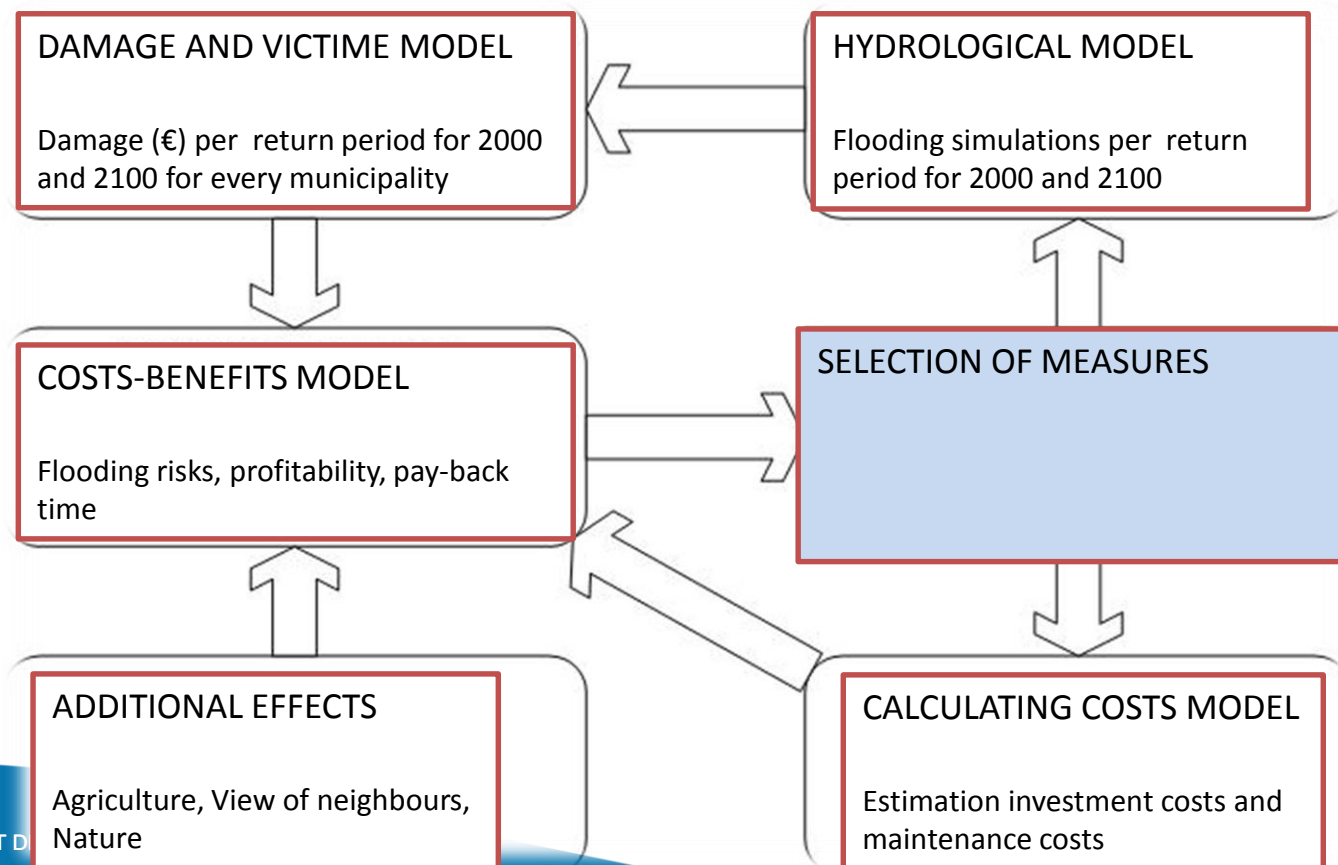 DAMAGE AND VICTIME MODEL
Damage (€) per return period for 2000
and 2100 for every municipality
HYDROLOGICAL MODEL
Flooding simulations per return
period for 2000 and 2100
COSTS-BENEFITS MODEL
Flooding risks, profitability, pay-back
time
SELECTION OF MEASURES
ADDITIONAL EFFECTS
Agriculture, View of neighbours,
Nature
CALCULATING COSTS MODEL
Estimation investment costs and
maintenance costs